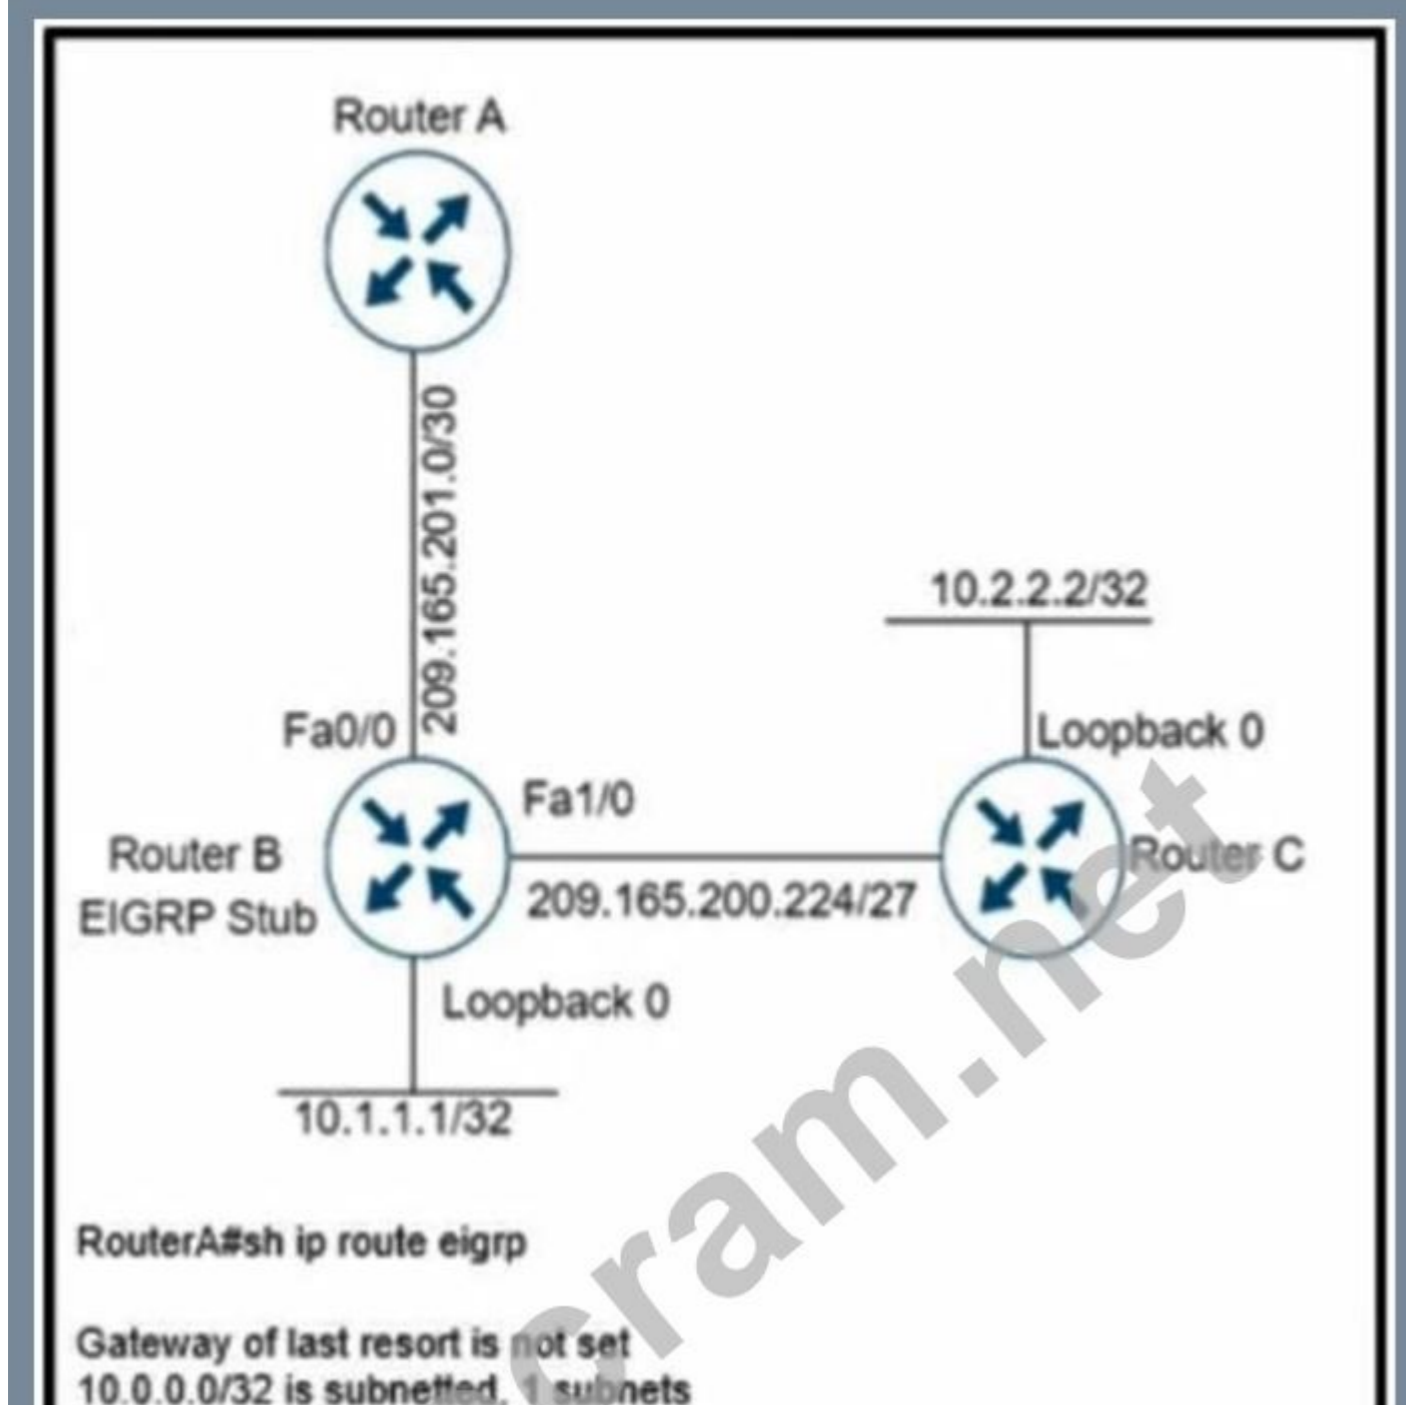 Router A
209.165.201.0/30
10.2.2.2/32
Fa0/0
Loopback 0
Fa1/0
Router B
Router C
EIGRP Stub
209.165.200.224/27
Loopback 0
10.1.1.1/32
cram.net
RouterA#sh ip route eigrp
Gateway of last resort is not set
10.0.0.0/32 is subnetted, 1 subnets